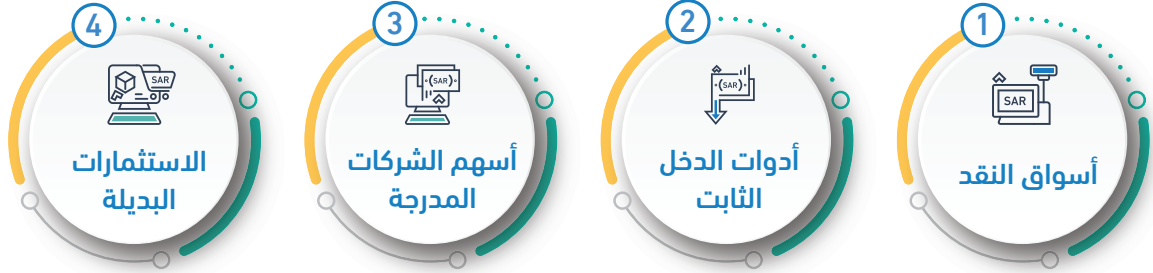 1
SAR
أسواق النقد
2
(SAR)
أدوات الدخل
الثابت
3
(SAR)
أسهم الشركات
المدرجة
4
SAR
الاستثمارات
البديلة